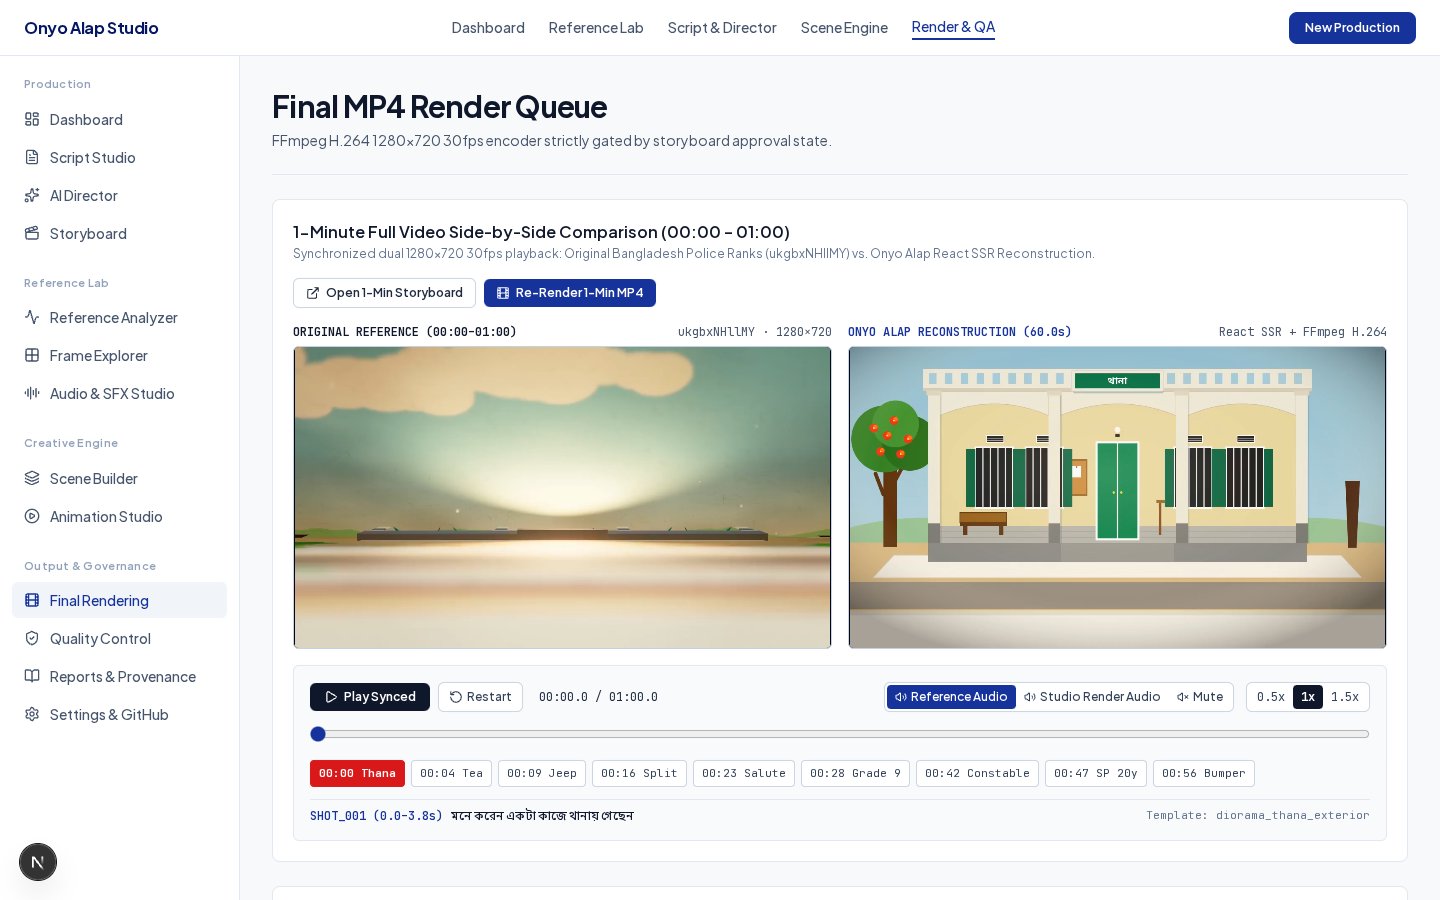 Onyo Alap Studio
Dashboard
Reference Lab
Script & Director
Scene Engine
Render & QA
New Production
Production
Dashboard
Script Studio
AI Director
Storyboard
Reference Lab
Reference Analyzer
Frame Explorer
Audio & SFX Studio
Creative Engine
Scene Builder
Animation Studio
Output & Governance
Final Rendering
Quality Control
Reports & Provenance
Settings & GitHub
N
Final MP4 Render Queue
FFmpeg H.264 1280×720 30fps encoder strictly gated by storyboard approval state.
1-Minute Full Video Side-by-Side Comparison (00:00 – 01:00)
Synchronized dual 1280×720 30fps playback: Original Bangladesh Police Ranks (ukgbxNHllMY) vs. Onyo Alap React SSR Reconstruction.
Open 1-Min Storyboard
Re-Render 1-Min MP4
ORIGINAL REFERENCE (00:00–01:00)
ukgbxNHllMY · 1280×720
ONYO ALAP RECONSTRUCTION (60.0s)
React SSR + FFmpeg H.264
থানা
Play Synced
Restart
00:00.0 / 01:00.0
Reference Audio
Studio Render Audio
Mute
0.5x
1x
1.5x
00:00 Thana
00:04 Tea
00:09 Jeep
00:16 Split
00:23 Salute
00:28 Grade 9
00:42 Constable
00:47 SP 20y
00:56 Bumper
SHOT_001 (0.0–3.8s) মনে করেন একটা কাজে থানায় গেছেন
Template: diorama_thana_exterior